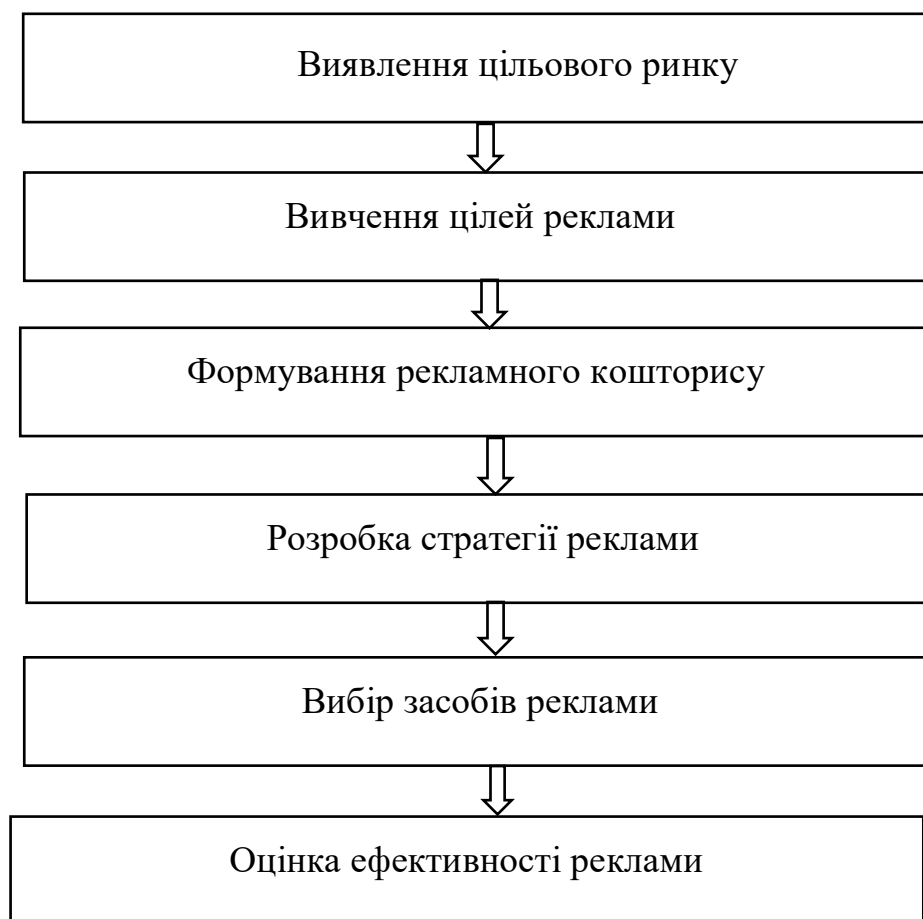 Виявлення цільового ринку
Вивчення цілей реклами
Формування рекламного кошторису
Розробка стратегії реклами
Вибір засобів реклами
Оцінка ефективності реклами